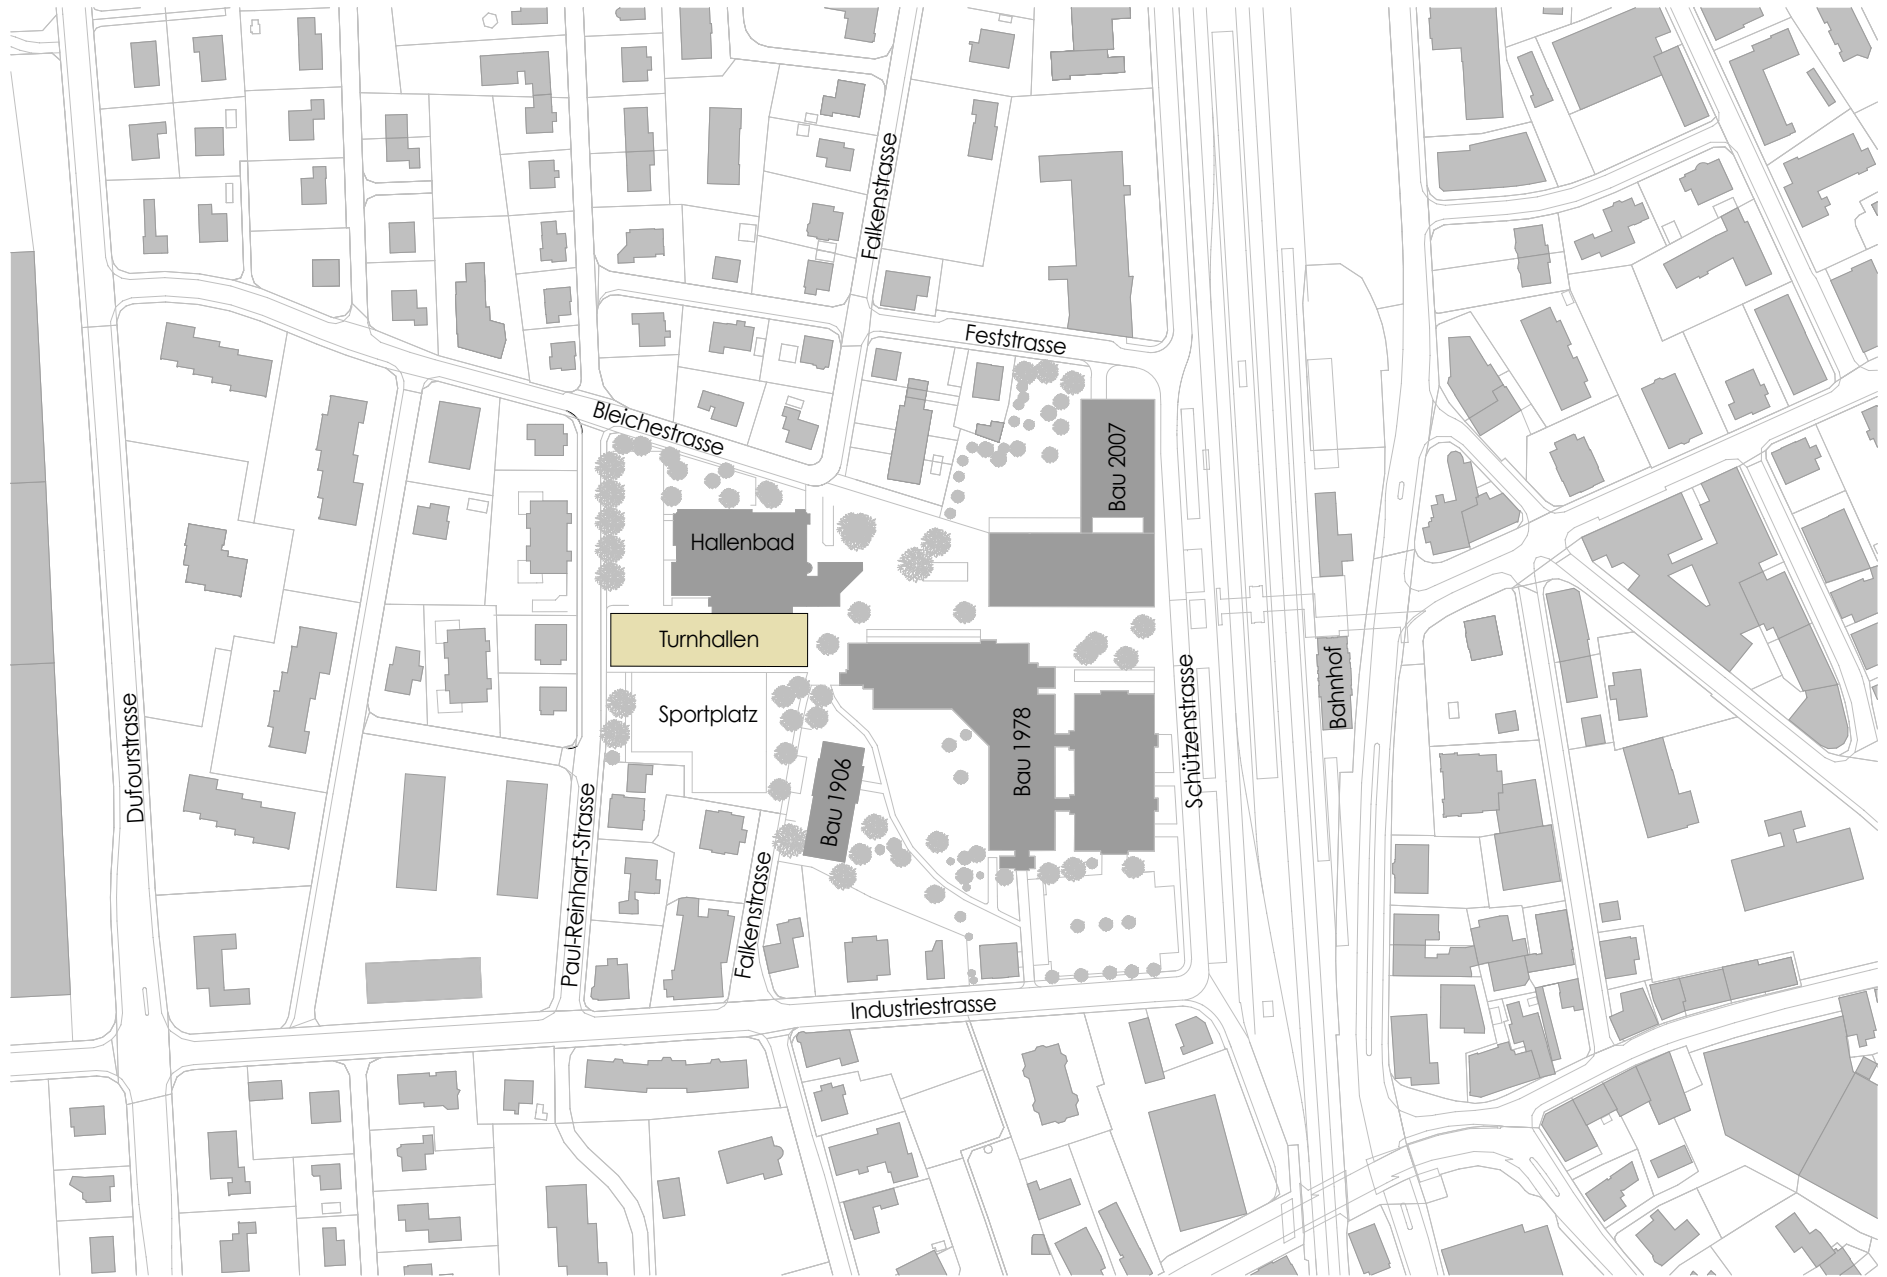 Falkenstrasse
Feststrasse
Bleichestrasse
Bau 2007
Hallenbad
Turnhallen
Bahnhof
Sportplatz
Dufourstrasse
Schützenstrasse
Bau 1978
Bau 1906
Paul-Reinhart-Strasse
Falkenstrasse
Industriestrasse